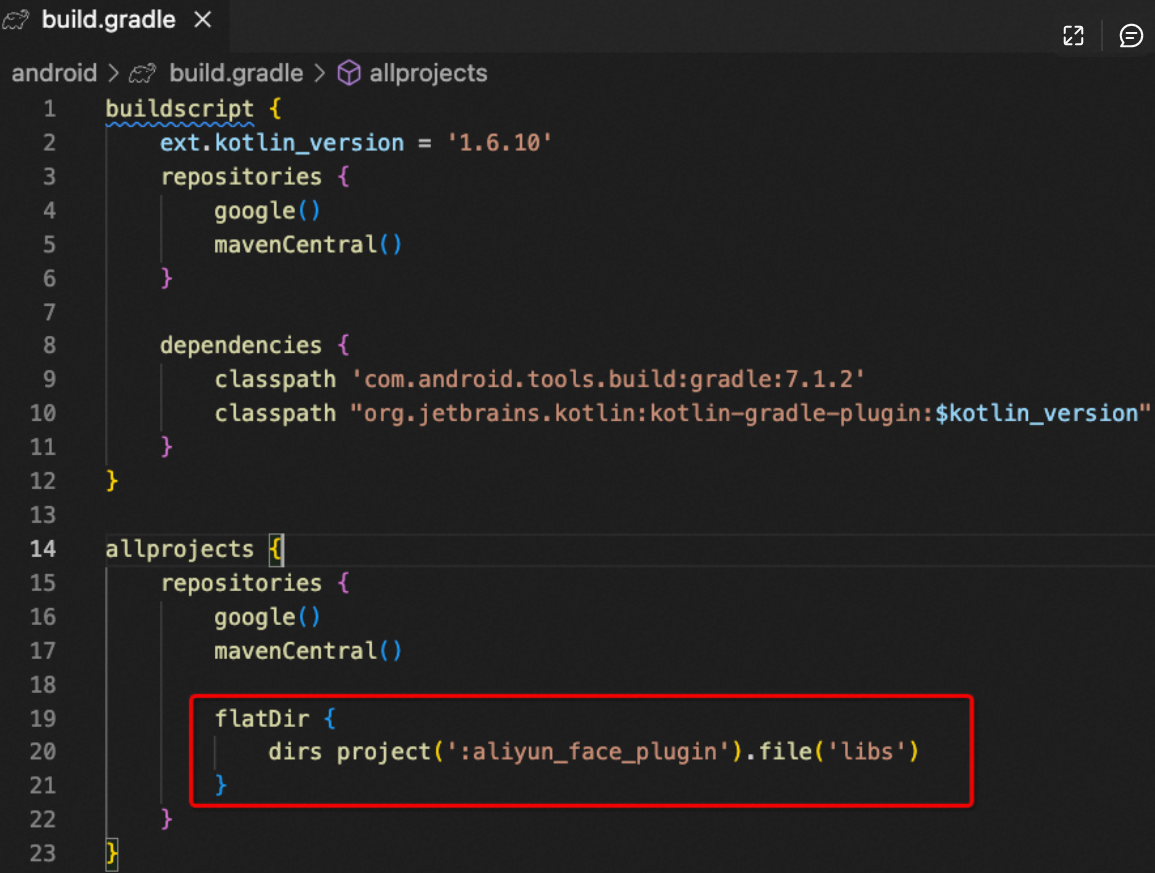 build.gradle
android > build.gradle > allprojects
1 buildscript {
2     ext.kotlin_version = '1.6.10'
3     repositories {
4         google()
5         mavenCentral()
6     }
7
8     dependencies {
9         classpath 'com.android.tools.build:gradle:7.1.2'
10         classpath "org.jetbrains.kotlin:kotlin-gradle-plugin:$kotlin_version"
11     }
12 }
13
14 allprojects {
15     repositories {
16         google()
17         mavenCentral()
18
19         flatDir {
20             dirs project(':aliyun_face_plugin').file('libs')
21         }
22     }
23 }